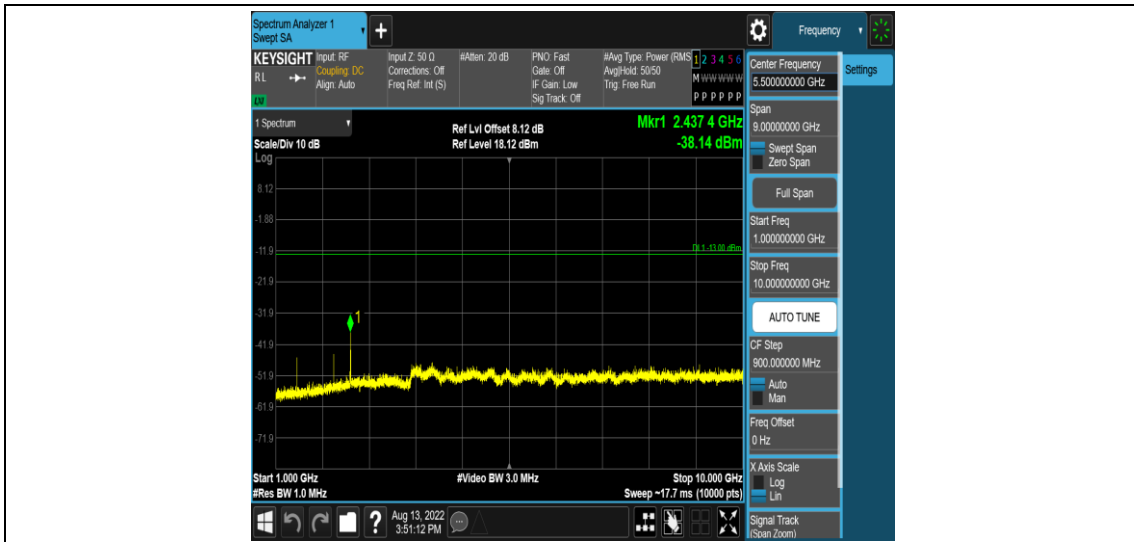 Spectrum Analyzer 1
Swept SA
+
Frequency
KEYSIGHT
RL
LXI
Input: RF
Coupling: DC
Align: Auto
Input Z: 50 Ω
Corrections: Off
Freq Ref: Int (S)
#Atten: 20 dB
PNO: Fast
Gate: Off
IF Gain: Low
Sig Track: Off
#Avg Type: Power (RMS
Avg|Hold: 50/50
Trig: Free Run
1 2 3 4 5 6
M W W W W W
P P P P P P
1 Spectrum
Scale/Div 10 dB
Ref Lvl Offset 8.12 dB
Ref Level 18.12 dBm
Mkr1 2.437 4 GHz
-38.14 dBm
Log
8.12
-1.88
-11.9
DL1 -13.00 dBm
-21.9
-31.9
1
-41.9
-51.9
-61.9
-71.9
Start 1.000 GHz
#Res BW 1.0 MHz
#Video BW 3.0 MHz
Stop 10.000 GHz
Sweep ~17.7 ms (10000 pts)
?
Aug 13, 2022
3:51:12 PM
Center Frequency
5.500000000 GHz
Settings
Span
9.00000000 GHz
Swept Span
Zero Span
Full Span
Start Freq
1.000000000 GHz
Stop Freq
10.000000000 GHz
AUTO TUNE
CF Step
900.000000 MHz
Auto
Man
Freq Offset
0 Hz
X Axis Scale
Log
Lin
Signal Track
(Span Zoom)